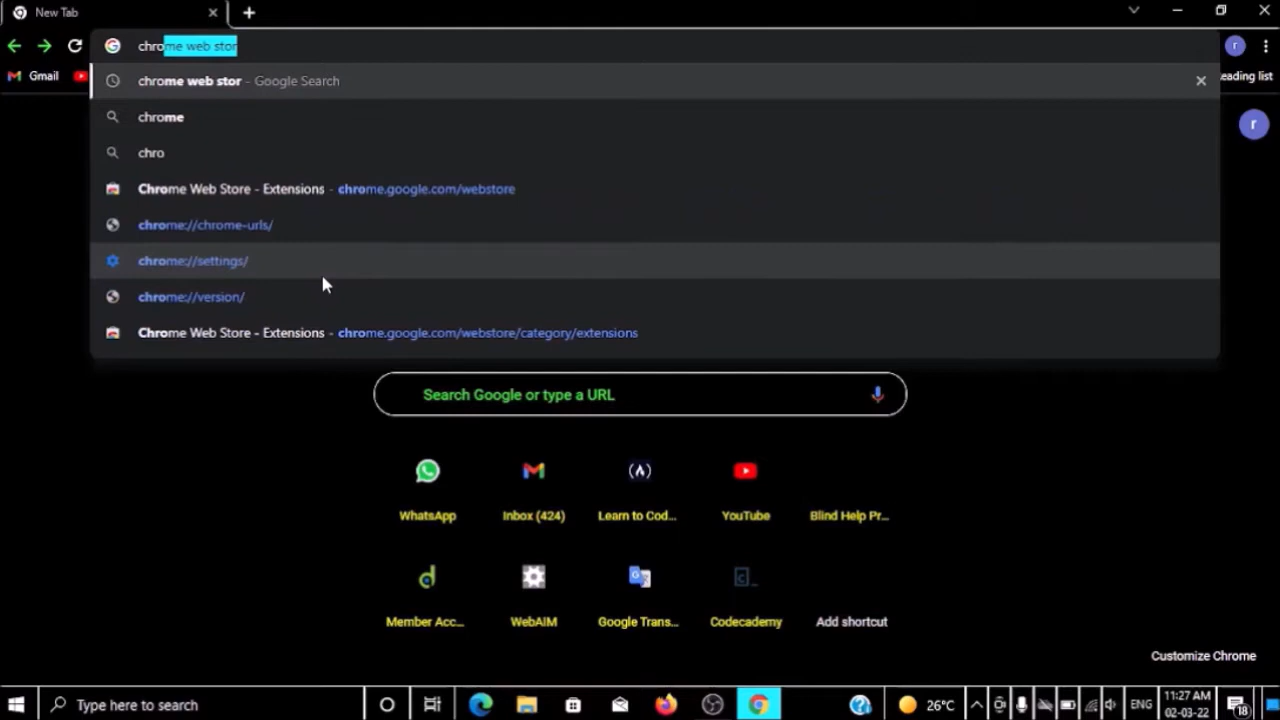 New Tab
chrome web stor
r
Gmail
eading list
chrome web stor - Google Search
chrome
chro
r
Chrome Web Store - Extensions - chrome.google.com/webstore
chrome://chrome-urls/
chrome://settings/
chrome://version/
Chrome Web Store - Extensions - chrome.google.com/webstore/category/extensions
Search Google or type a URL
WhatsApp
Inbox (424)
Learn to Cod...
YouTube
Blind Help Pr...
Member Acc...
WebAIM
Google Trans...
Codecademy
Add shortcut
Customize Chrome
Type here to search
26°C
ENG
11:27 AM
02-03-22
18